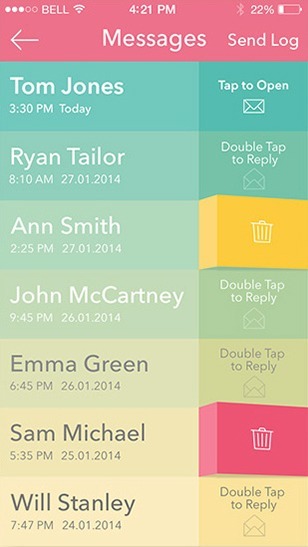 BELL 4:21 PM 22%
Messages Send Log
Tom Jones
3:30 PM Today
Tap to Open
Ryan Tailor
8:10 AM 27.01.2014
Double Tap
to Reply
Ann Smith
2:25 PM 27.01.2014
John McCartney
9:45 PM 26.01.2014
Double Tap
to Reply
Emma Green
6:45 PM 26.01.2014
Double Tap
to Reply
Sam Michael
5:35 PM 25.01.2014
Will Stanley
7:47 PM 24.01.2014
Double Tap
to Reply